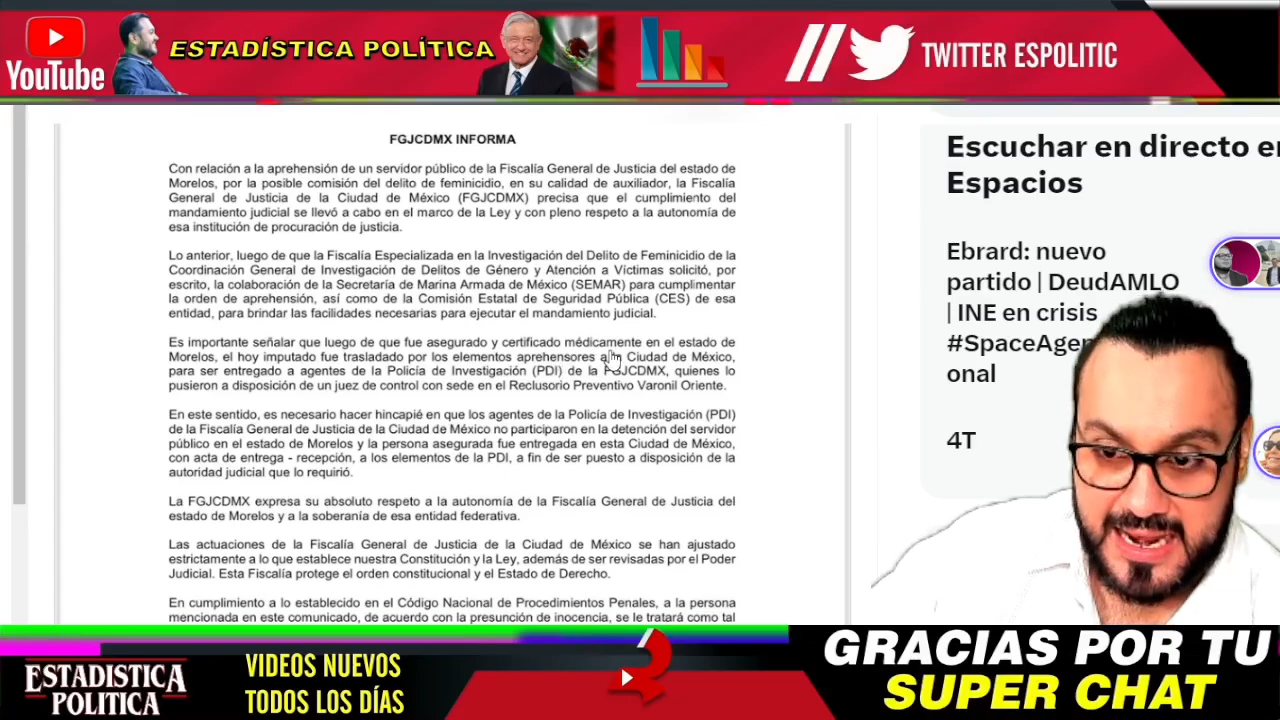 YouTube
ESTADÍSTICA POLÍTICA
TWITTER ESPOLITIC
FGJCDMX INFORMA
Con relación a la aprehensión de un servidor público de la Fiscalía General de Justicia del estado de
Morelos, por la posible comisión del delito de feminicidio, en su calidad de auxiliador, la Fiscalía
General de Justicia de la Ciudad de México (FGJCDMX) precisa que el cumplimiento del
mandamiento judicial se llevó a cabo en el marco de la Ley y con pleno respeto a la autonomía de
esa institución de procuración de justicia.
Lo anterior, luego de que la Fiscalía Especializada en la Investigación del Delito de Feminicidio de la
Coordinación General de Investigación de Delitos de Género y Atención a Víctimas solicitó, por
escrito, la colaboración de la Secretaría de Marina Armada de México (SEMAR) para cumplimentar
la orden de aprehensión, así como de la Comisión Estatal de Seguridad Pública (CES) de esa
entidad, para brindar las facilidades necesarias para ejecutar el mandamiento judicial.
Es importante señalar que luego de que fue asegurado y certificado médicamente en el estado de
Morelos, el hoy imputado fue trasladado por los elementos aprehensores a Ciudad de México,
para ser entregado a agentes de la Policía de Investigación (PDI) de la FGJCDMX, quienes lo
pusieron a disposición de un juez de control con sede en el Reclusorio Preventivo Varonil Oriente.
En este sentido, es necesario hacer hincapié en que los agentes de la Policía de Investigación (PDI)
de la Fiscalía General de Justicia de la Ciudad de México no participaron en la detención del servidor
público en el estado de Morelos y la persona asegurada fue entregada en esta Ciudad de México,
con acta de entrega - recepción, a los elementos de la PDI, a fin de ser puesto a disposición de la
autoridad judicial que lo requirió.
La FGJCDMX expresa su absoluto respeto a la autonomía de la Fiscalía General de Justicia del
estado de Morelos y a la soberanía de esa entidad federativa.
Las actuaciones de la Fiscalía General de Justicia de la Ciudad de México se han ajustado
estrictamente a lo que establece nuestra Constitución y la Ley, además de ser revisadas por el Poder
Judicial. Esta Fiscalía protege el orden constitucional y el Estado de Derecho.
En cumplimiento a lo establecido en el Código Nacional de Procedimientos Penales, a la persona
mencionada en este comunicado, de acuerdo con la presunción de inocencia, se le tratará como tal
Escuchar en directo en
Espacios
Ebrard: nuevo
partido | DeudAMLO
| INE en crisis
#SpaceAgen
onal
4T
ESTADISTICA
POLÍTICA
VIDEOS NUEVOS
TODOS LOS DÍAS
GRACIAS POR TU
SUPER CHAT